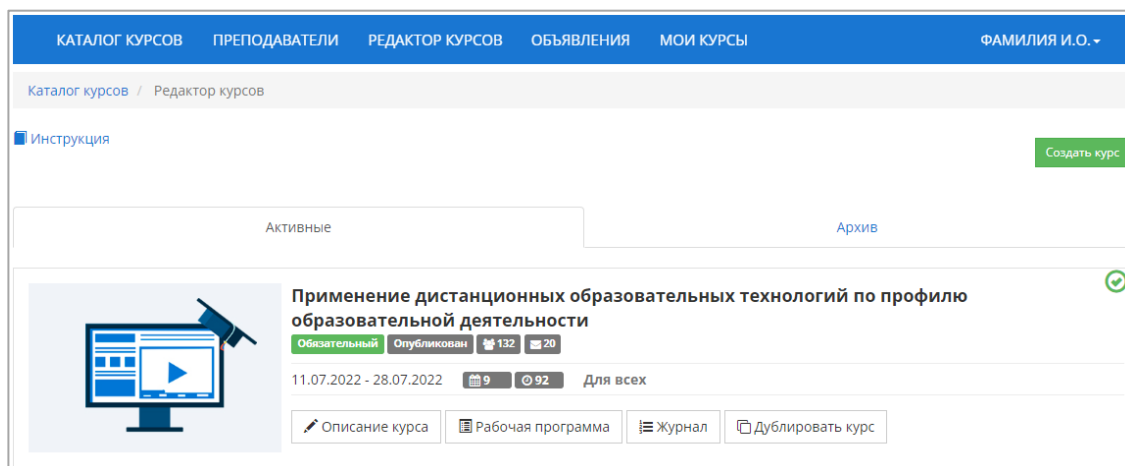 КАТАЛОГ КУРСОВ ПРЕПОДАВАТЕЛИ РЕДАКТОР КУРСОВ ОБЪЯВЛЕНИЯ МОИ КУРСЫ ФАМИЛИЯ И.О.
Каталог курсов / Редактор курсов
Инструкция
Создать курс
Активные Архив
Применение дистанционных образовательных технологий по профилю
образовательной деятельности
Обязательный Опубликован 132 20
11.07.2022 - 28.07.2022 9 92 Для всех
Описание курса Рабочая программа Журнал Дублировать курс